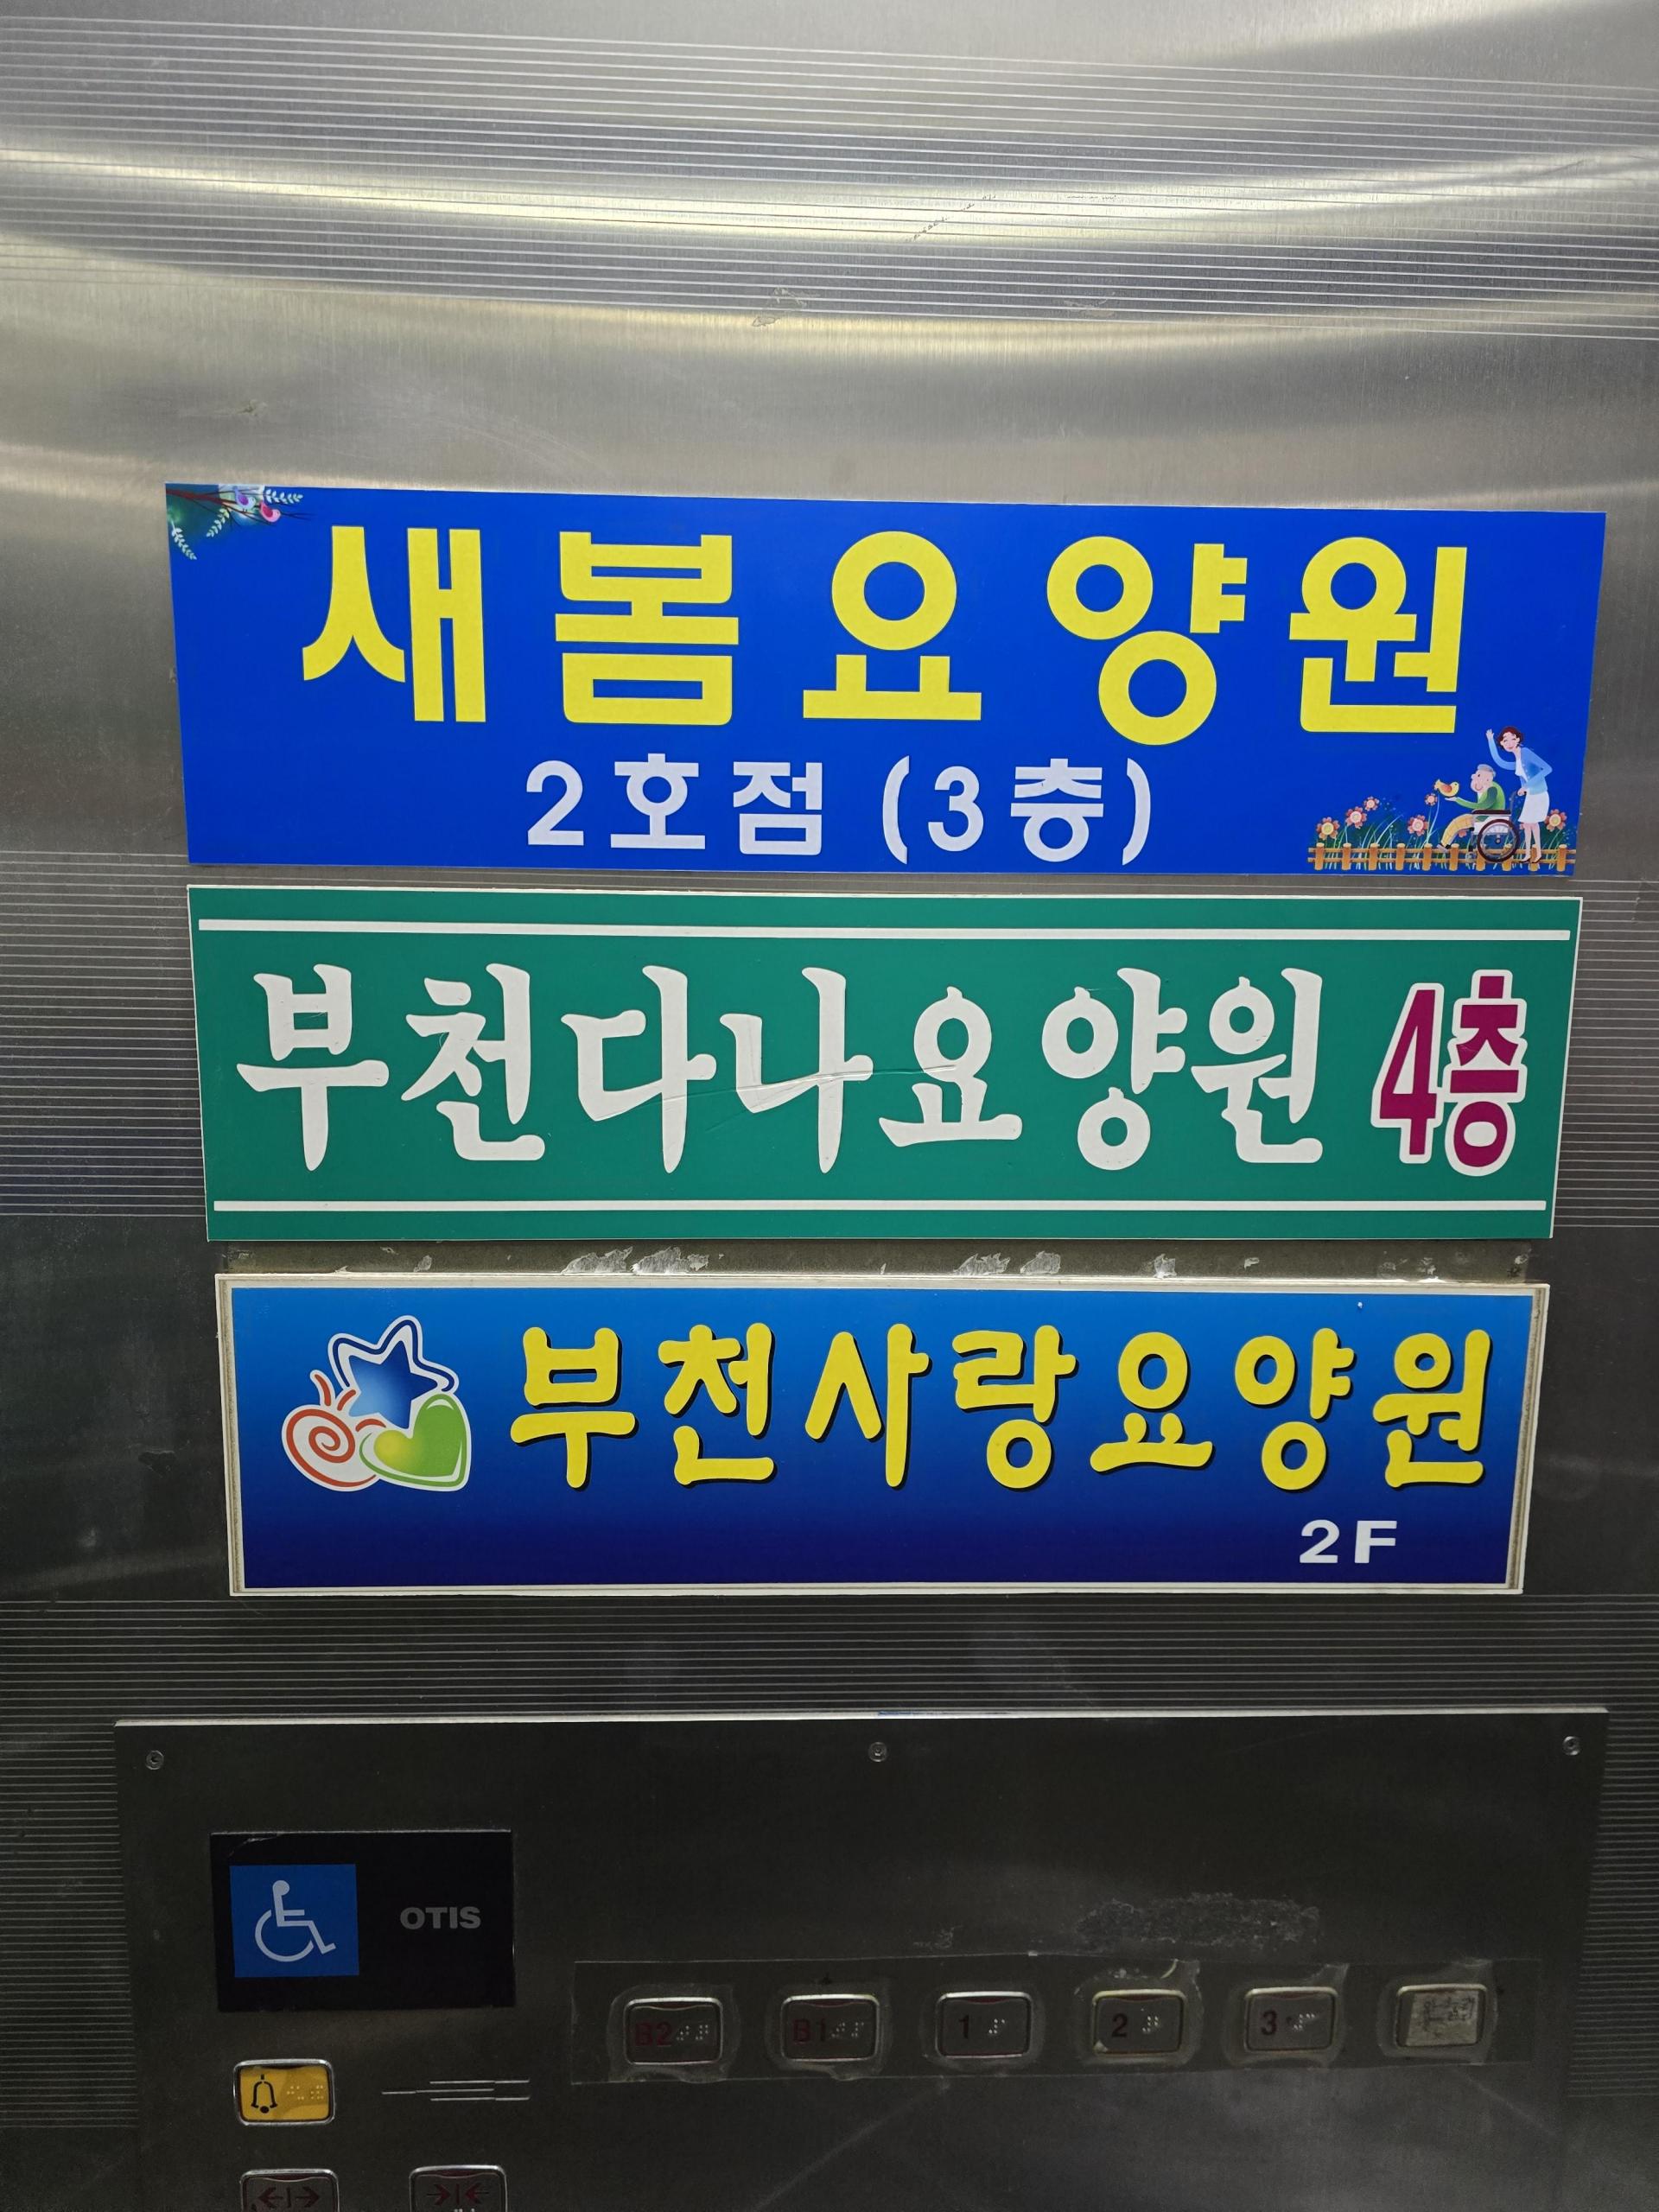 새봄요양원
2호점 (3층)
부천다나요양원 4층
부천사랑요양원
2F
OTIS
B2 B1 1 2 3